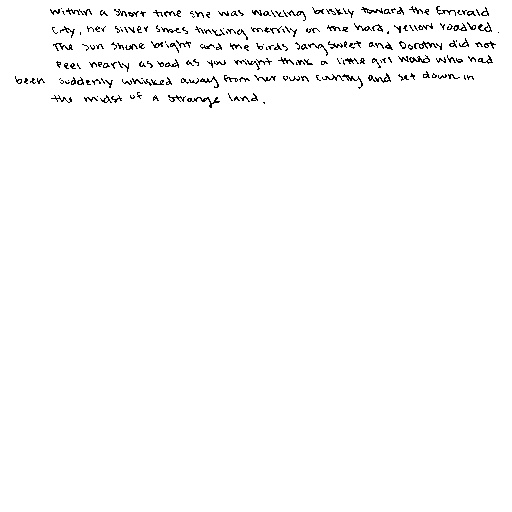 Within a short time she was walking briskly toward the Emerald
City, her silver shoes tinkling merrily on the hard, yellow roadbed.
The sun shone bright and the birds sang sweet and Dorothy did not
feel nearly as bad as you might think a little girl would who had
been suddenly whisked away from her own country and set down in
the midst of a strange land.